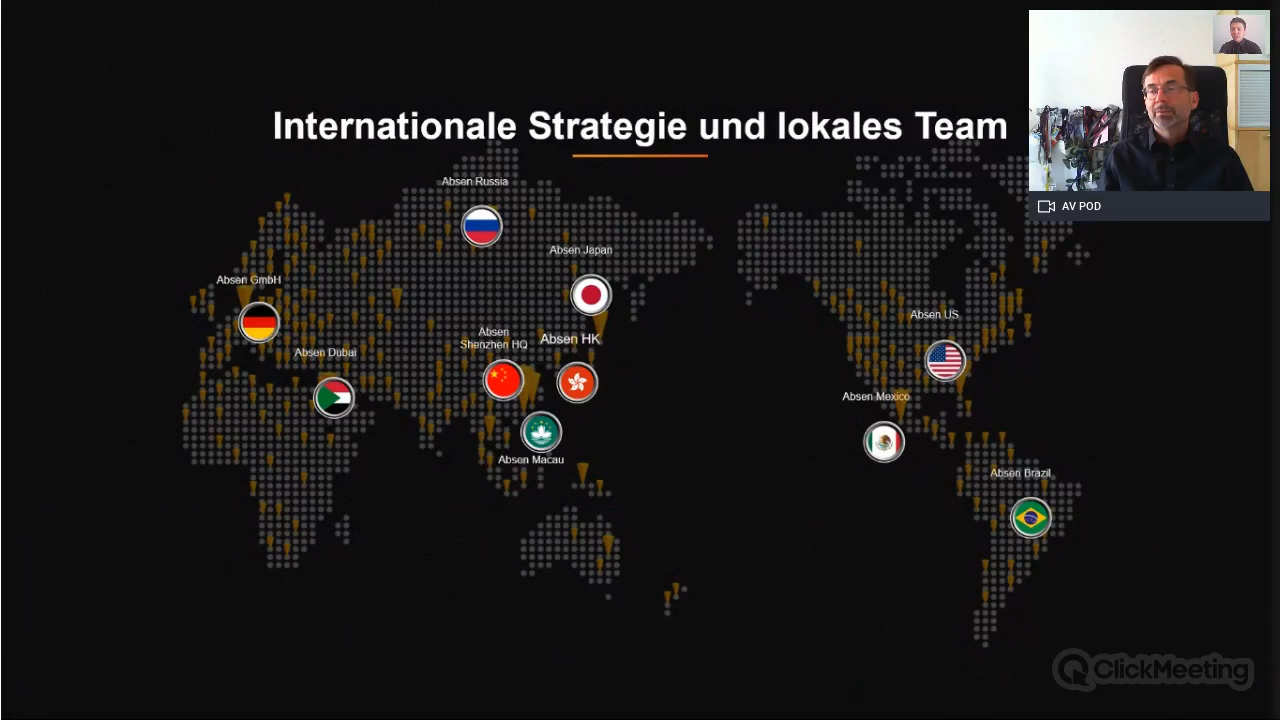 Internationale Strategie und lokales Team
AV POD
Absen Russia
Absen Japan
Absen GmbH
Absen US
Absen
Shenzhen HQ
Absen HK
Absen Dubai
Absen Mexico
Absen Macau
Absen Brazil
ClickMeeting